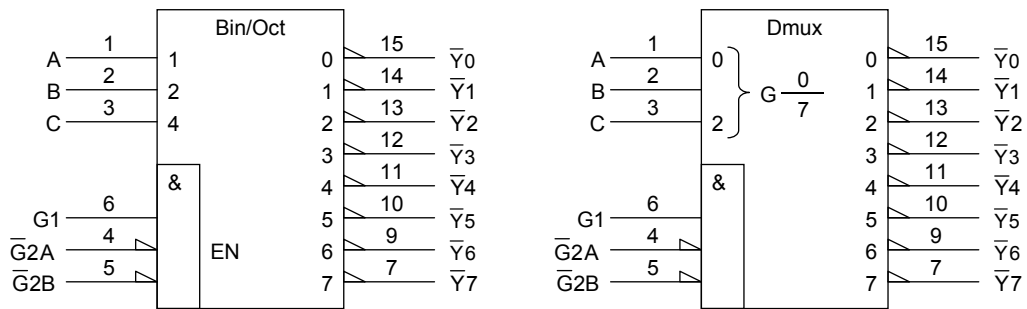 Bin/Oct
A 1 1 0 15 Y̅0
B 2 2 1 14 Y̅1
C 3 4 2 13 Y̅2
3 12 Y̅3
& 4 11 Y̅4
G1 6 5 10 Y̅5
G̅2A 4 EN 6 9 Y̅6
G̅2B 5 7 7 Y̅7
Dmux
A 1 0 0 15 Y̅0
B 2 G 0/7 1 14 Y̅1
C 3 2 2 13 Y̅2
3 12 Y̅3
& 4 11 Y̅4
G1 6 5 10 Y̅5
G̅2A 4 6 9 Y̅6
G̅2B 5 7 7 Y̅7